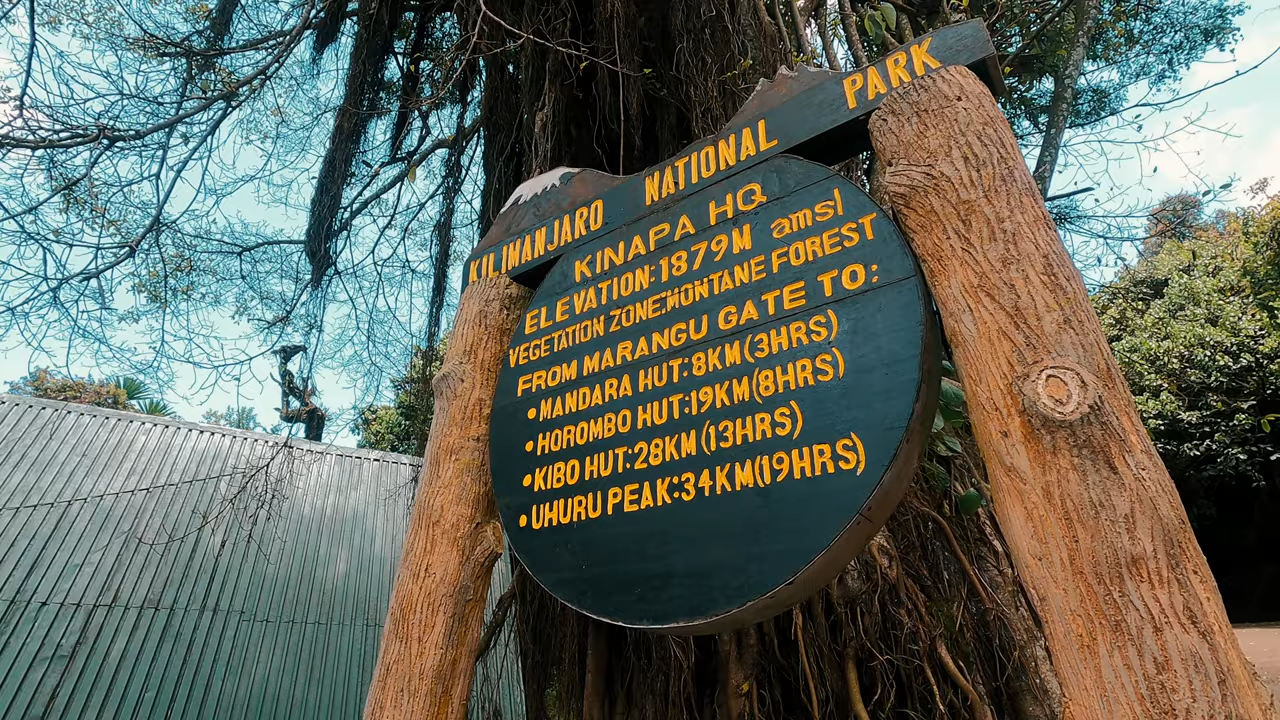 KILIMANJARO NATIONAL PARK
KINAPA HQ
ELEVATION:1879M amsl
VEGETATION ZONE:MONTANE FOREST
FROM MARANGU GATE TO:
•MANDARA HUT:8KM(3HRS)
•HOROMBO HUT:19KM(8HRS)
•KIBO HUT:28KM(13HRS)
•UHURU PEAK:34KM(19HRS)